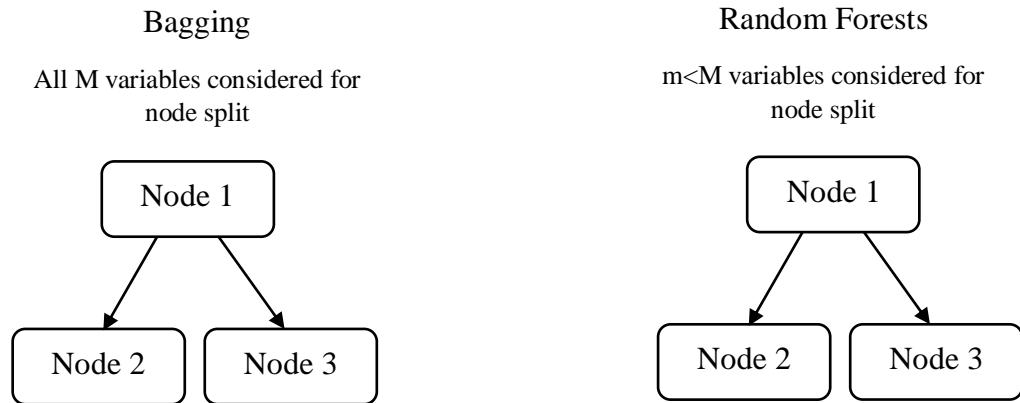 Bagging
All M variables considered for
node split
Node 1
Node 2
Node 3
Random Forests
m<M variables considered for
node split
Node 1
Node 2
Node 3